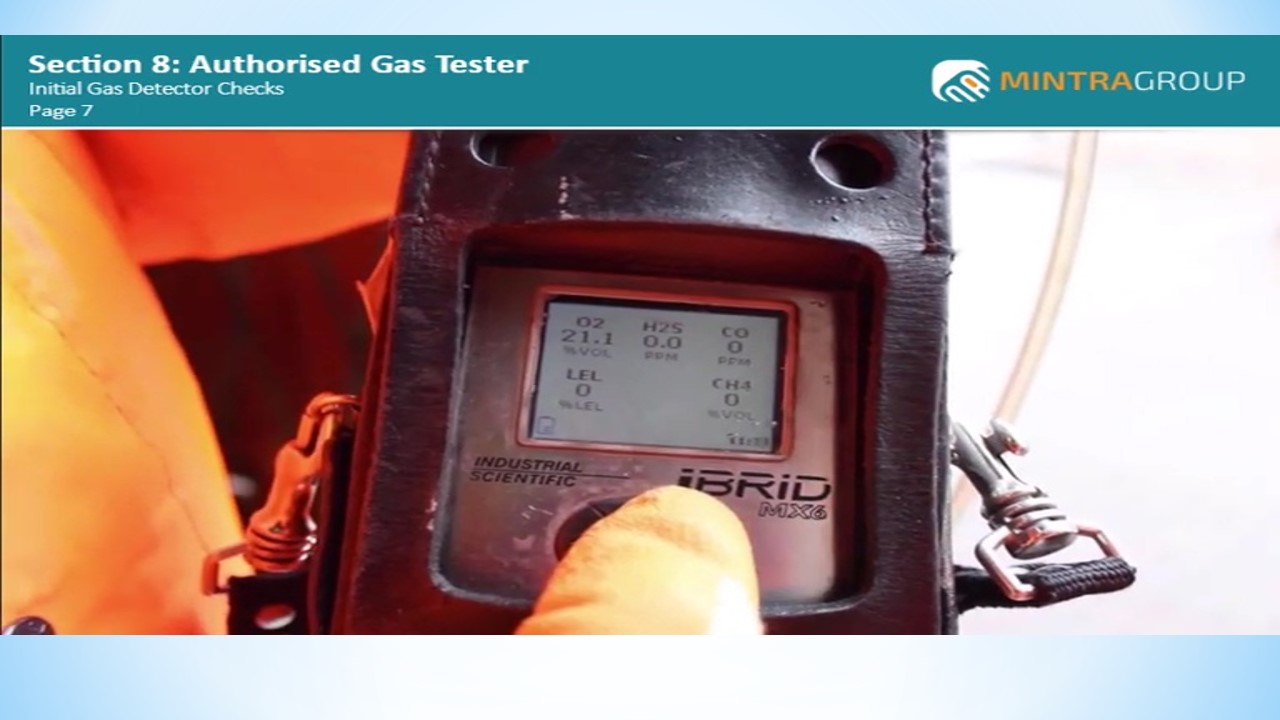 Section 8: Authorised Gas Tester
Initial Gas Detector Checks
Page 7
MINTRAGROUP
O2 H2S CO
21.1 0.0 0
%VOL PPM PPM
LEL CH4
0 0
%LEL %VOL
INDUSTRIAL
SCIENTIFIC
iBRiD
MX6